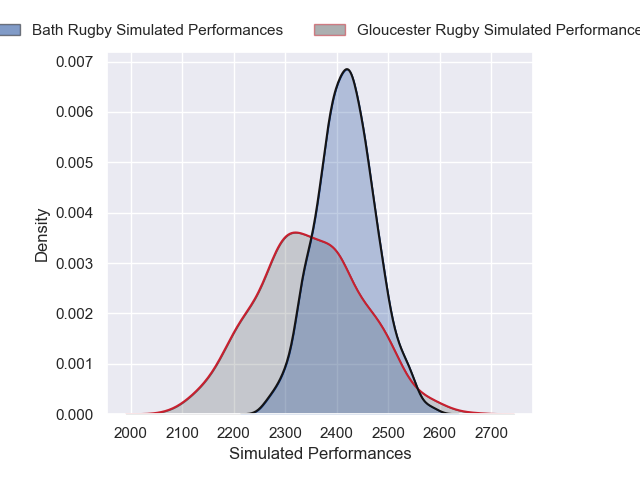 Bath Rugby Simulated Performances Gloucester Rugby Simulated Performance
0.007
0.006
0.005
0.004
0.003
0.002
0.001
0.000
Density
2000 2100 2200 2300 2400 2500 2600 2700
Simulated Performances